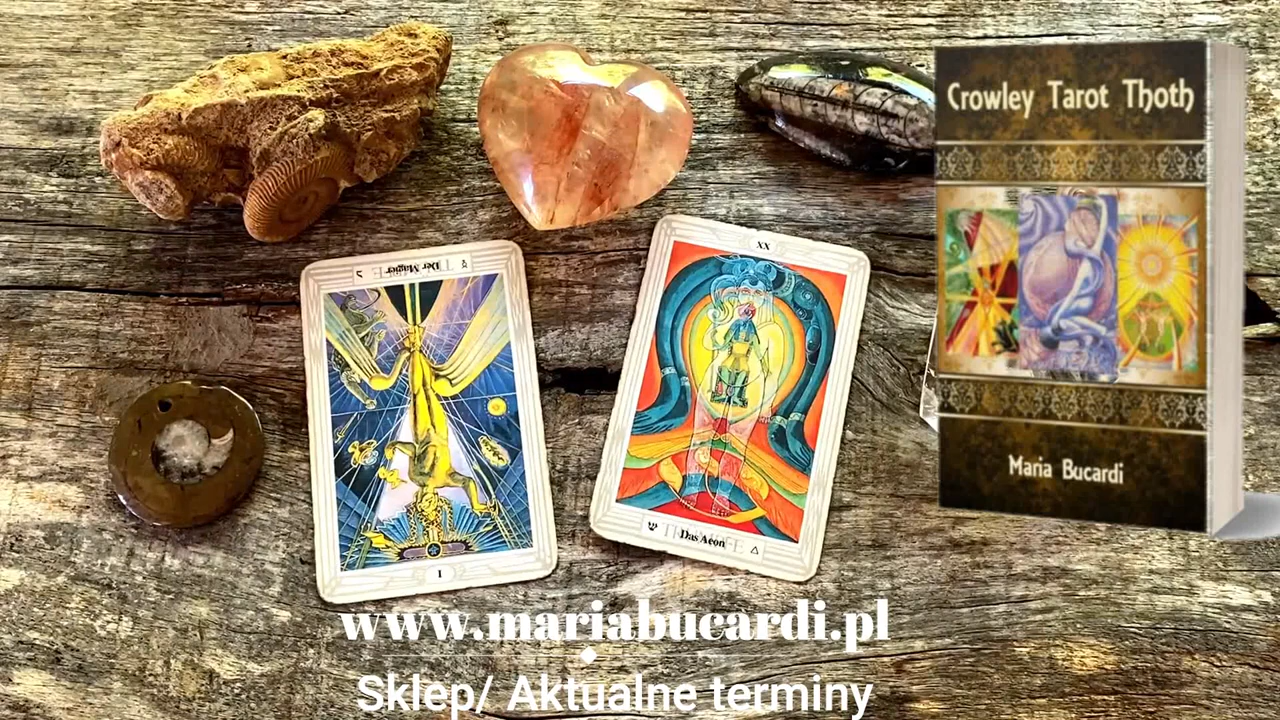 Crowley Tarot Thoth
Maria Bucardi
Der Magier
I
XX
Das Aeon
www.mariabucardi.pl
Sklep/ Aktualne terminy